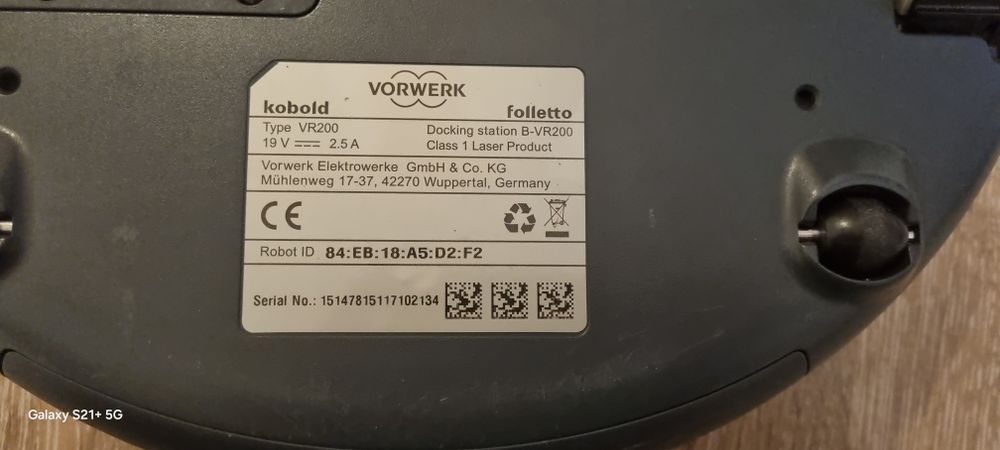 VORWERK
kobold folletto
Type VR200 Docking station B-VR200
19 V 2.5 A Class 1 Laser Product
Vorwerk Elektrowerke GmbH & Co. KG
Mühlenweg 17-37, 42270 Wuppertal, Germany
CE
Robot ID 84:EB:18:A5:D2:F2
Serial No.: 15147815117102134
Galaxy S21+ 5G